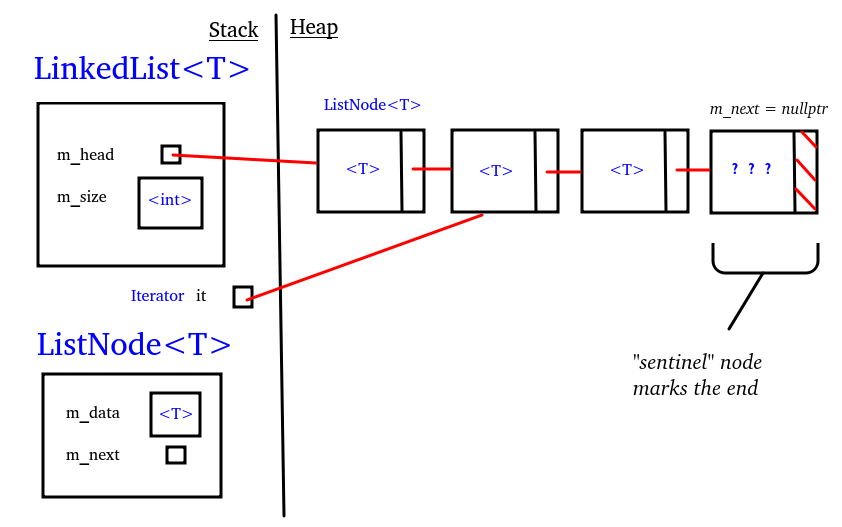 Stack
Heap
LinkedList<T>
ListNode<T>
m_next = nullptr
m_head
<T>
<T>
<T>
? ? ?
m_size
<int>
Iterator it
ListNode<T>
"sentinel" node
marks the end
m_data
<T>
m_next